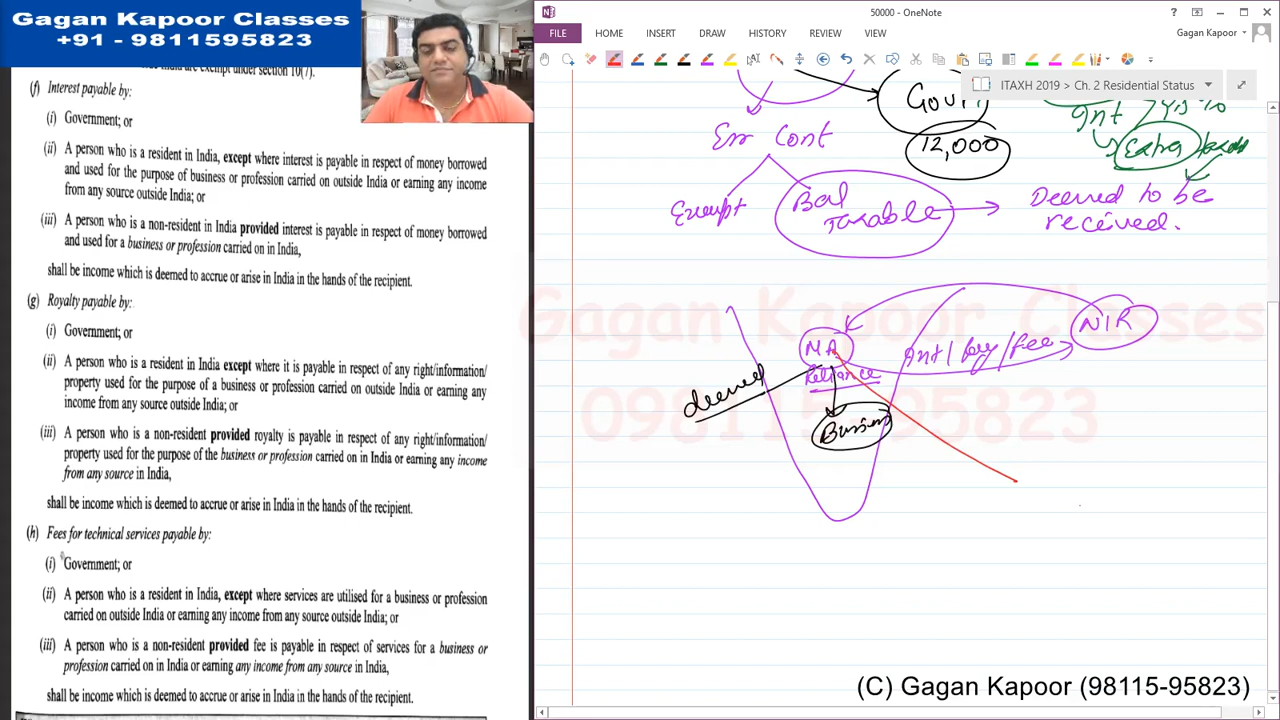 Gagan Kapoor Classes
+91 - 9811595823
India are exempt under section 10(7).
(f) Interest payable by:
(i) Government; or
(ii) A person who is a resident in India, except where interest is payable in respect of money borrowed
and used for the purpose of business or profession carried on outside India or earning any income
from any source outside India; or
(iii) A person who is a non-resident in India provided interest is payable in respect of money borrowed
and used for a business or profession carried on in India,
shall be income which is deemed to accrue or arise in India in the hands of the recipient.
(g) Royalty payable by:
(i) Government; or
(ii) A person who is a resident in India except where it is payable in respect of any right/information/
property used for the purpose of a business or profession carried on outside India or earning any
income from any source outside India; or
(iii) A person who is a non-resident provided royalty is payable in respect of any right/information/
property used for the purpose of the business or profession carried on in India or earning any income
from any source in India,
shall be income which is deemed to accrue or arise in India in the hands of the recipient.
(h) Fees for technical services payable by:
(i) Government; or
(ii) A person who is a resident in India, except where services are utilised for a business or profession
carried on outside India or earning any income from any source outside India; or
(iii) A person who is a non-resident provided fee is payable in respect of services for a business or
profession carried on in India or earning any income from any source in India,
shall be income which is deemed to accrue or arise in India in the hands of the recipient.
50000 - OneNote
FILE HOME INSERT DRAW HISTORY REVIEW VIEW
Gagan Kapoor
ITAXH 2019 > Ch. 2 Residential Status
Govt
12,000
Int
Extra
Err Cont
Exempt
Bal
Taxable
Deemed to be
received.
Gagan Kapoor Classes
09811595823
MA
Reliance
Int/Roy/fee
N/R
deemed
Business
(C) Gagan Kapoor (98115-95823)